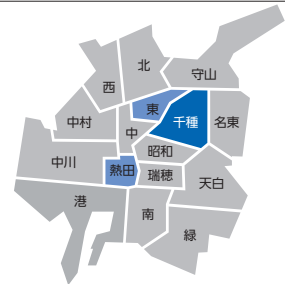 北
守山
西
東
千種
名東
中村
中
昭和
中川
熱田
瑞穂
天白
港
南
緑